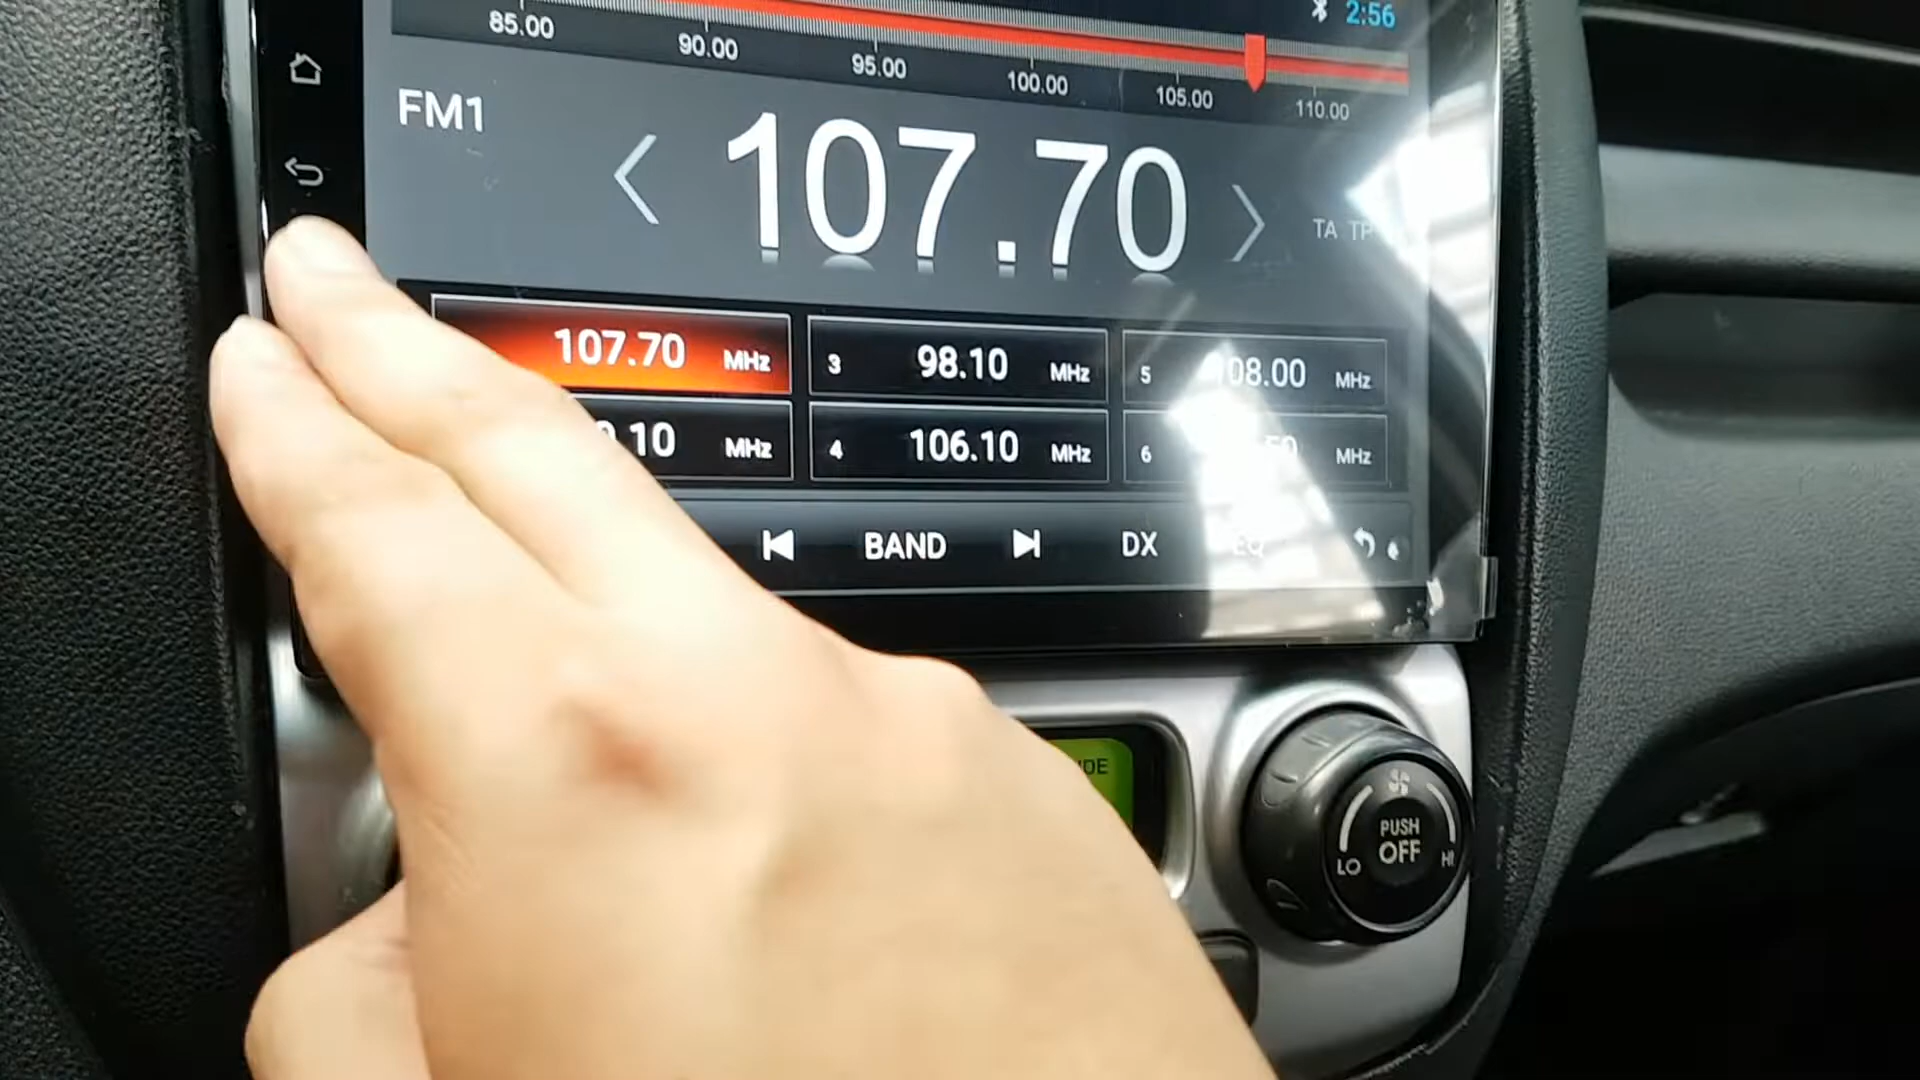 2:56
85.00 90.00 95.00 100.00 105.00 110.00
FM1
107.70
TA TP
107.70 MHz
3 98.10 MHz
5 108.00 MHz
MHz
4 106.10 MHz
6 MHz
BAND DX EQ
PUSH
OFF
LO HI